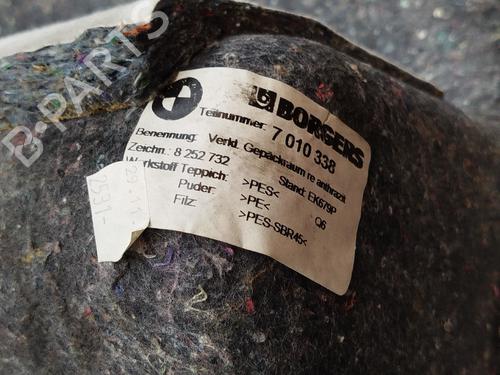 B-PARTS
BORGERS
Teilnummer: 7 010 338
Benennung: Verkl. Gepäckraum re anthrazit
Zeichn.: 8 252 732 Stand: EK679P
Werkstoff Teppich: >PES< Q6
Puder: >PE<
Filz: >PES-SBR45<